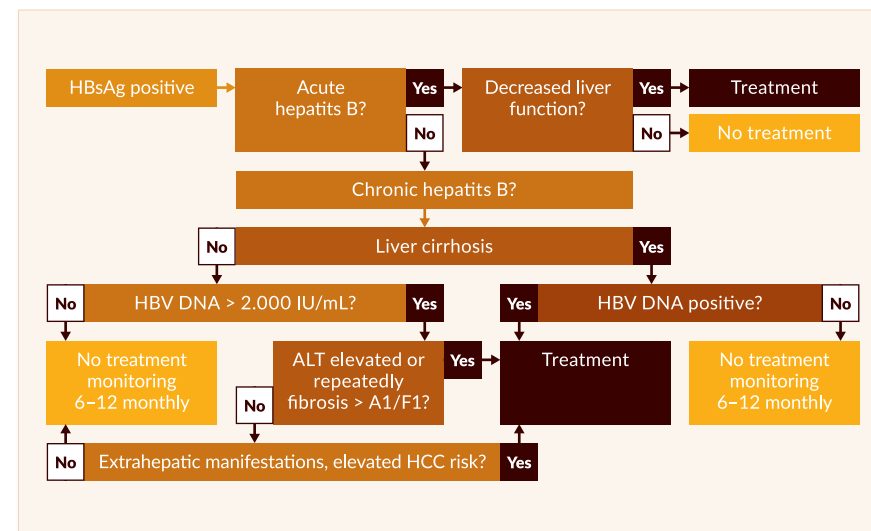 HBsAg positive
Acute
hepatits B?
Yes
No
Decreased liver
function?
Yes
No
Treatment
No treatment
Chronic hepatits B?
No
Liver cirrhosis
Yes
No
HBV DNA > 2.000 IU/mL?
Yes
Yes
HBV DNA positive?
No
No treatment
monitoring
6–12 monthly
ALT elevated or
repeatedly
fibrosis > A1/F1?
Yes
No
Treatment
No treatment
monitoring
6–12 monthly
No
Extrahepatic manifestations, elevated HCC risk?
Yes